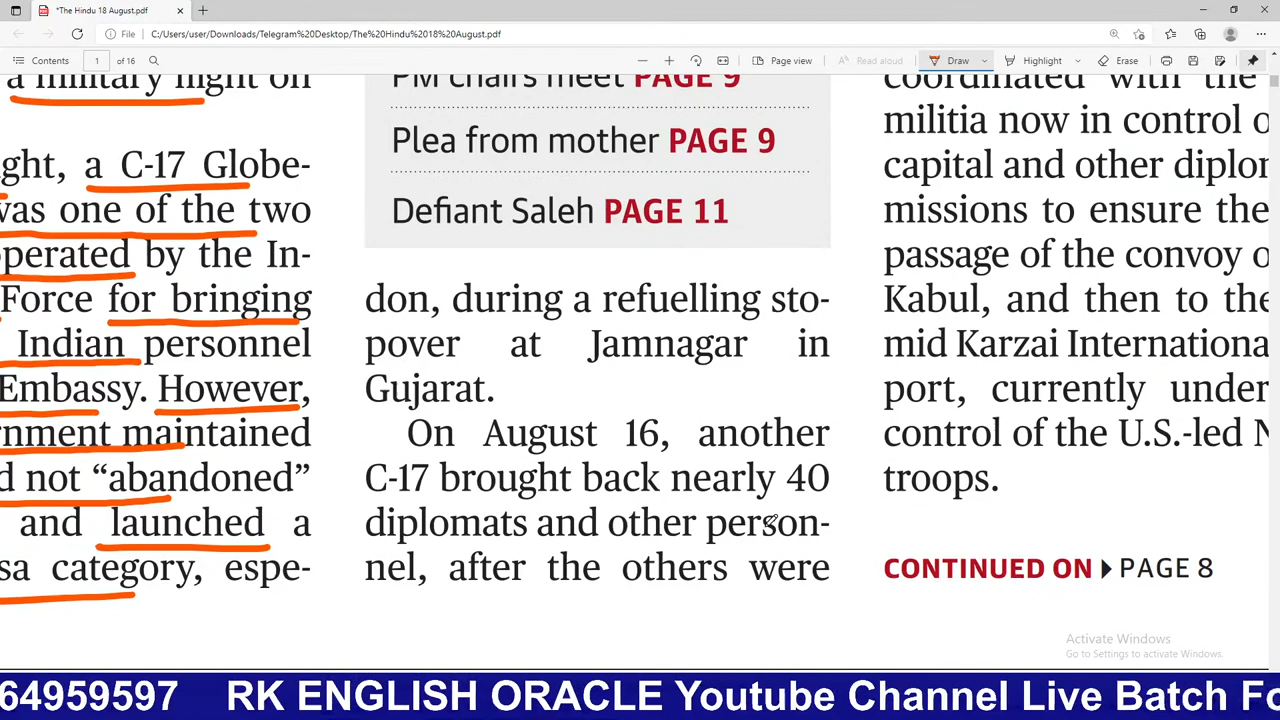 *The Hindu 18 August.pdf
File
C:/Users/user/Downloads/Telegram%20Desktop/The%20Hindu%2018%20August.pdf
Contents
1
of 16
Page view
Read aloud
Draw
Highlight
Erase
a military flight on
ght, a C-17 Globe-
was one of the two
operated by the In-
Force for bringing
Indian personnel
Embassy. However,
rnment maintained
d not “abandoned”
and launched a
sa category, espe-
PM chairs meet PAGE 9
Plea from mother PAGE 9
Defiant Saleh PAGE 11
don, during a refuelling sto-
pover at Jamnagar in
Gujarat.
On August 16, another
C-17 brought back nearly 40
diplomats and other person-
nel, after the others were
coordinated with the
militia now in control o
capital and other diplon
missions to ensure the
passage of the convoy o
Kabul, and then to the
mid Karzai Internationa
port, currently under
control of the U.S.-led N
troops.
CONTINUED ON PAGE 8
Activate Windows
Go to Settings to activate Windows.
64959597 RK ENGLISH ORACLE Youtube Channel Live Batch Fo